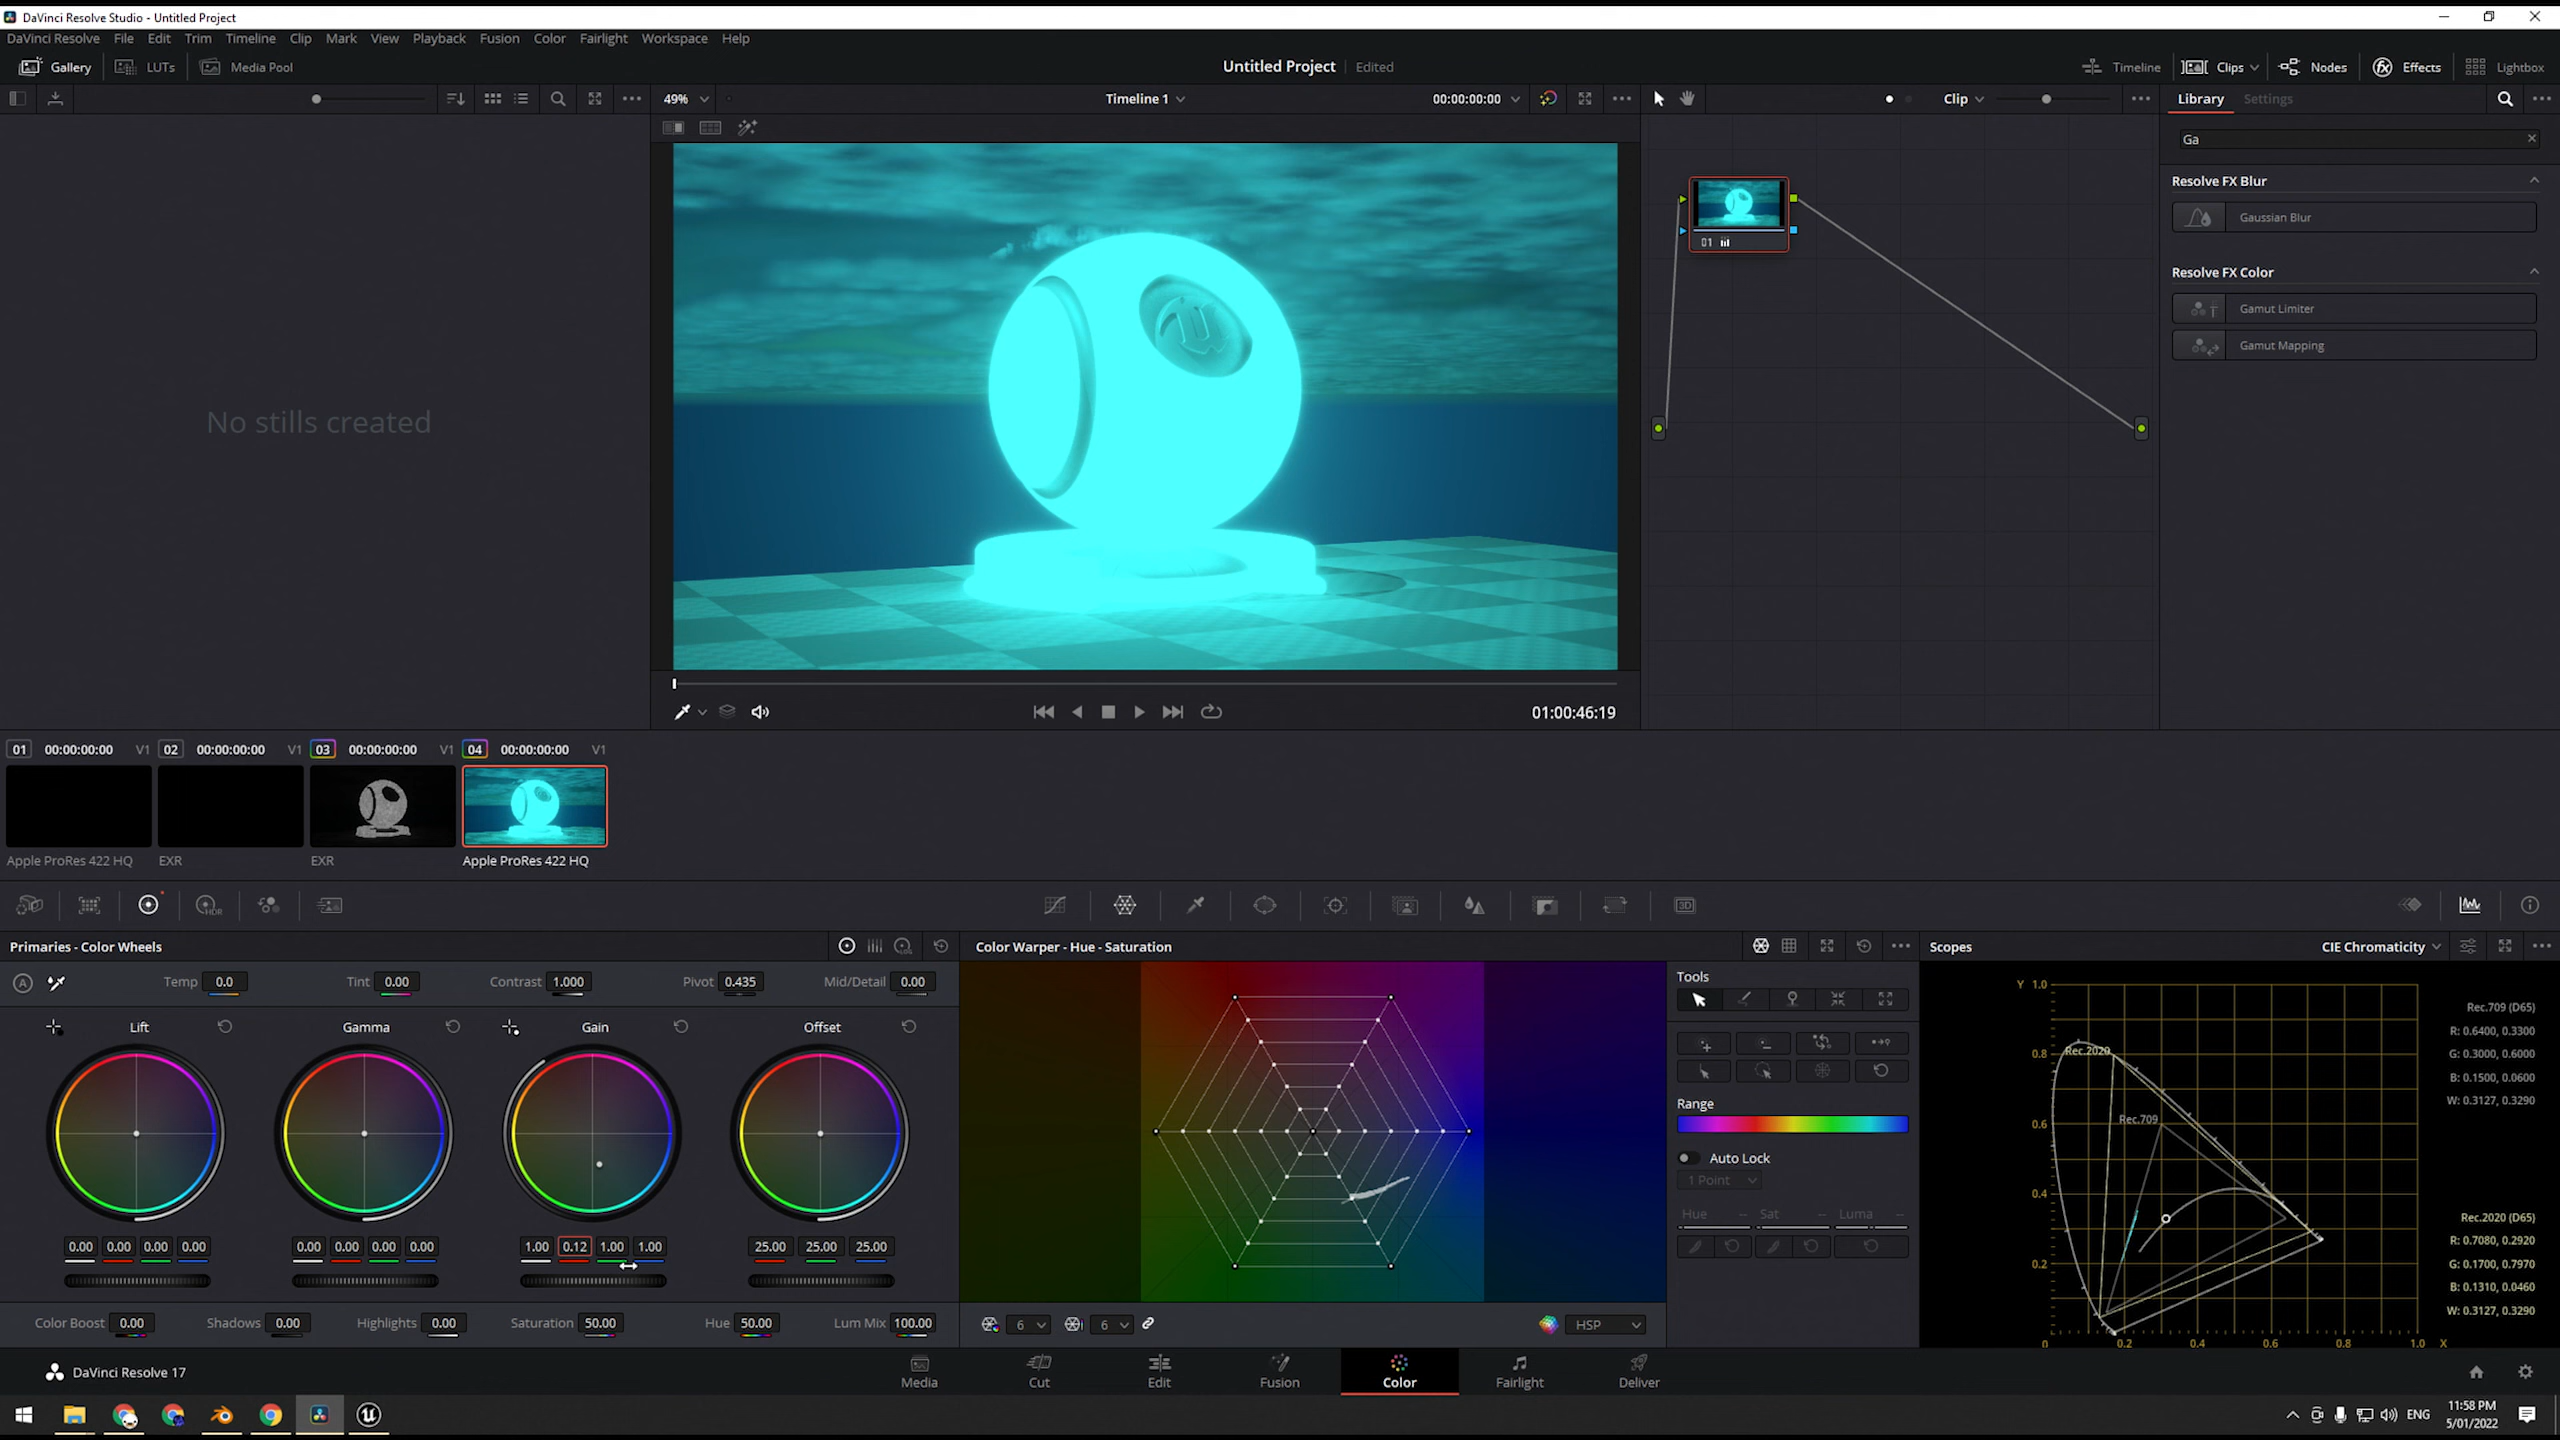 DaVinci Resolve Studio - Untitled Project
DaVinci Resolve File Edit Trim Timeline Clip Mark View Playback Fusion Color Fairlight Workspace Help
Gallery LUTs Media Pool Untitled Project Edited Timeline Clips Nodes Effects Lightbox
49% Timeline 1 00:00:00:00 Clip Library Settings
Ga
Resolve FX Blur
Gaussian Blur
01
Resolve FX Color
Gamut Limiter
Gamut Mapping
No stills created
01:00:46:19
01 00:00:00:00 V1 02 00:00:00:00 V1 03 00:00:00:00 V1 04 00:00:00:00 V1
Apple ProRes 422 HQ EXR EXR Apple ProRes 422 HQ
HDR 3D
Primaries - Color Wheels Color Warper - Hue - Saturation Scopes CIE Chromaticity
A Temp 0.0 Tint 0.00 Contrast 1.000 Pivot 0.435 Mid/Detail 0.00
Tools
Lift Gamma Gain Offset
Range
Auto Lock
1 Point
Hue -- Sat -- Luma --
Y 1.0
0.8
0.6
0.4
0.2
0 0.2 0.4 0.6 0.8 1.0 X
Rec.2020
Rec.709
Rec.709 (D65)
R: 0.6400, 0.3300
G: 0.3000, 0.6000
B: 0.1500, 0.0600
W: 0.3127, 0.3290
Rec.2020 (D65)
R: 0.7080, 0.2920
G: 0.1700, 0.7970
B: 0.1310, 0.0460
W: 0.3127, 0.3290
0.00 0.00 0.00 0.00 0.00 0.00 0.00 0.00 1.00 0.12 1.00 1.00 25.00 25.00 25.00
Color Boost 0.00 Shadows 0.00 Highlights 0.00 Saturation 50.00 Hue 50.00 Lum Mix 100.00
6 6 HSP
DaVinci Resolve 17 Media Cut Edit Fusion Color Fairlight Deliver
ENG 11:58 PM
5/01/2022